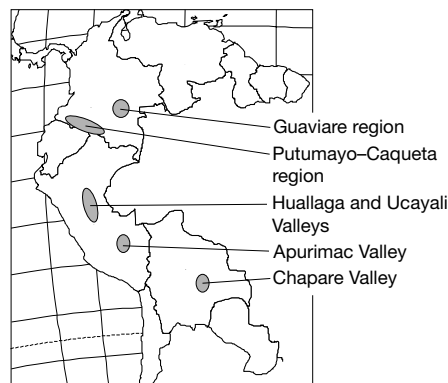 Guaviare region
Putumayo–Caqueta
region
Huallaga and Ucayali
Valleys
Apurimac Valley
Chapare Valley